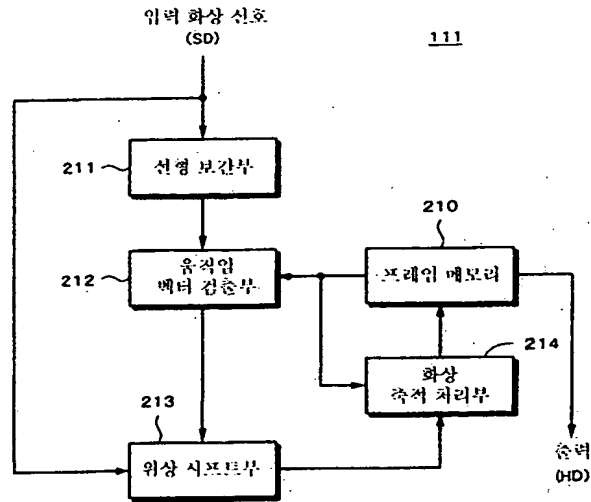 입력 화상 신호
(SD)
111
211
선형 보간부
212
움직임
벡터 검출부
210
프레임 메모리
214
화상
축적 처리부
213
위상 시프트부
출력
(HD)